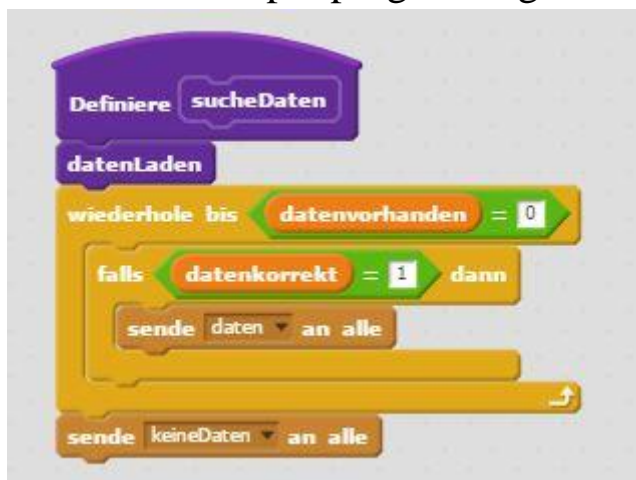 Definiere sucheDaten
datenLaden
wiederhole bis datenvorhanden = 0
falls datenkorrekt = 1 dann
sende daten an alle
sende keineDaten an alle